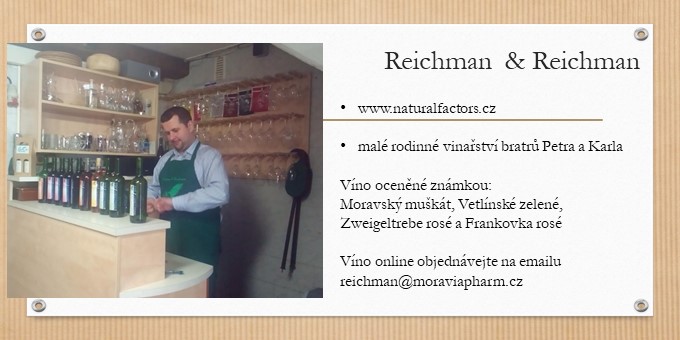 Reichman & Reichman
• www.naturalfactors.cz
• malé rodinné vinařství bratrů Petra a Karla
Víno oceněné známkou:
Moravský muškát, Vetlínské zelené,
Zweigeltrebe rosé a Frankovka rosé
Víno online objednávejte na emailu
reichman@moraviapharm.cz